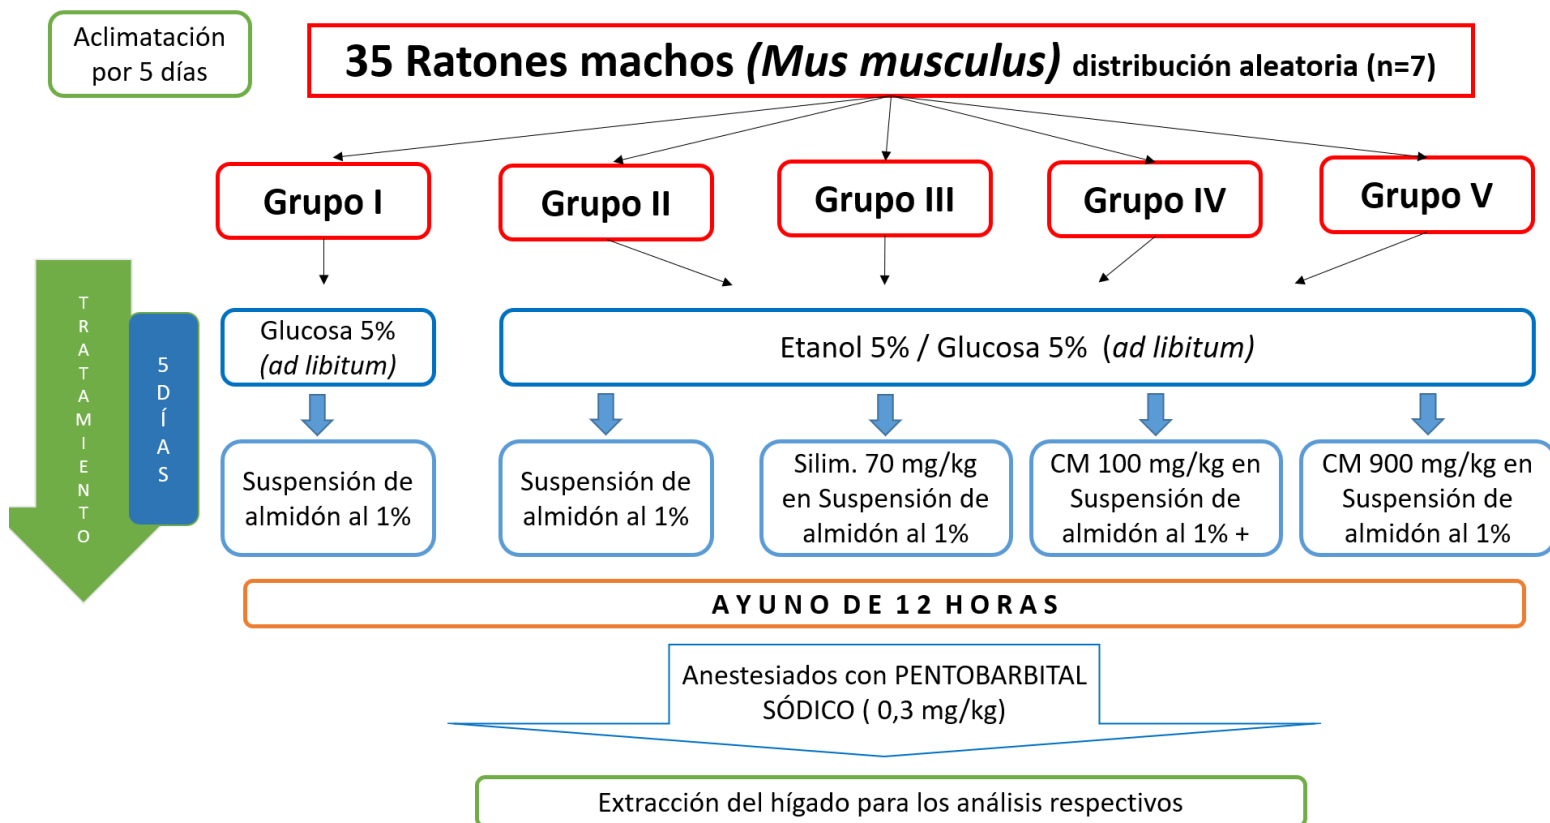 Aclimatación
por 5 días
35 Ratones machos (Mus musculus) distribución aleatoria (n=7)
Grupo I
Grupo II
Grupo III
Grupo IV
Grupo V
TRATAMIENTO
5 DÍAS
Glucosa 5%
(ad libitum)
Etanol 5% / Glucosa 5% (ad libitum)
Suspensión de
almidón al 1%
Suspensión de
almidón al 1%
Silim. 70 mg/kg
en Suspensión de
almidón al 1%
CM 100 mg/kg en
Suspensión de
almidón al 1% +
CM 900 mg/kg en
Suspensión de
almidón al 1%
AYUNO DE 12 HORAS
Anestesiados con PENTOBARBITAL
SÓDICO ( 0,3 mg/kg)
Extracción del hígado para los análisis respectivos